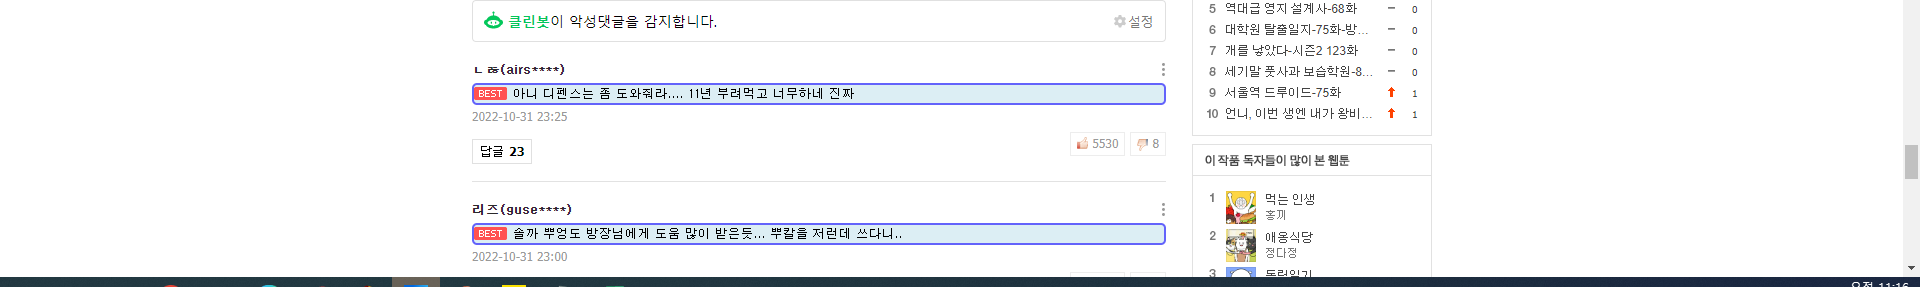 클린봇이 악성댓글을 감지합니다.
설정
(airs****)
BEST 아니 디펜스는 좀 도와줘라.... 11년 부려먹고 너무하네 진짜
2022-10-31 23:25
답글 23
5530
8
리즈(guse****)
BEST 솔까 뿌엉도 방장님에게 도움 많이 받은듯... 뿌칼을 저런데 쓰다니..
2022-10-31 23:00
5 역대급 영지 설계사-68화 0
6 대학원 탈출일지-75화-방... 0
7 개를 낳았다-시즌2 123화 0
8 세기말 풋사과 보습학원-8... 0
9 서울역 드루이드-75화 1
10 언니, 이번 생엔 내가 왕비... 1
이 작품 독자들이 많이 본 웹툰
1 먹는 인생
홍끼
2 애옹식당
정다정
3
11:16